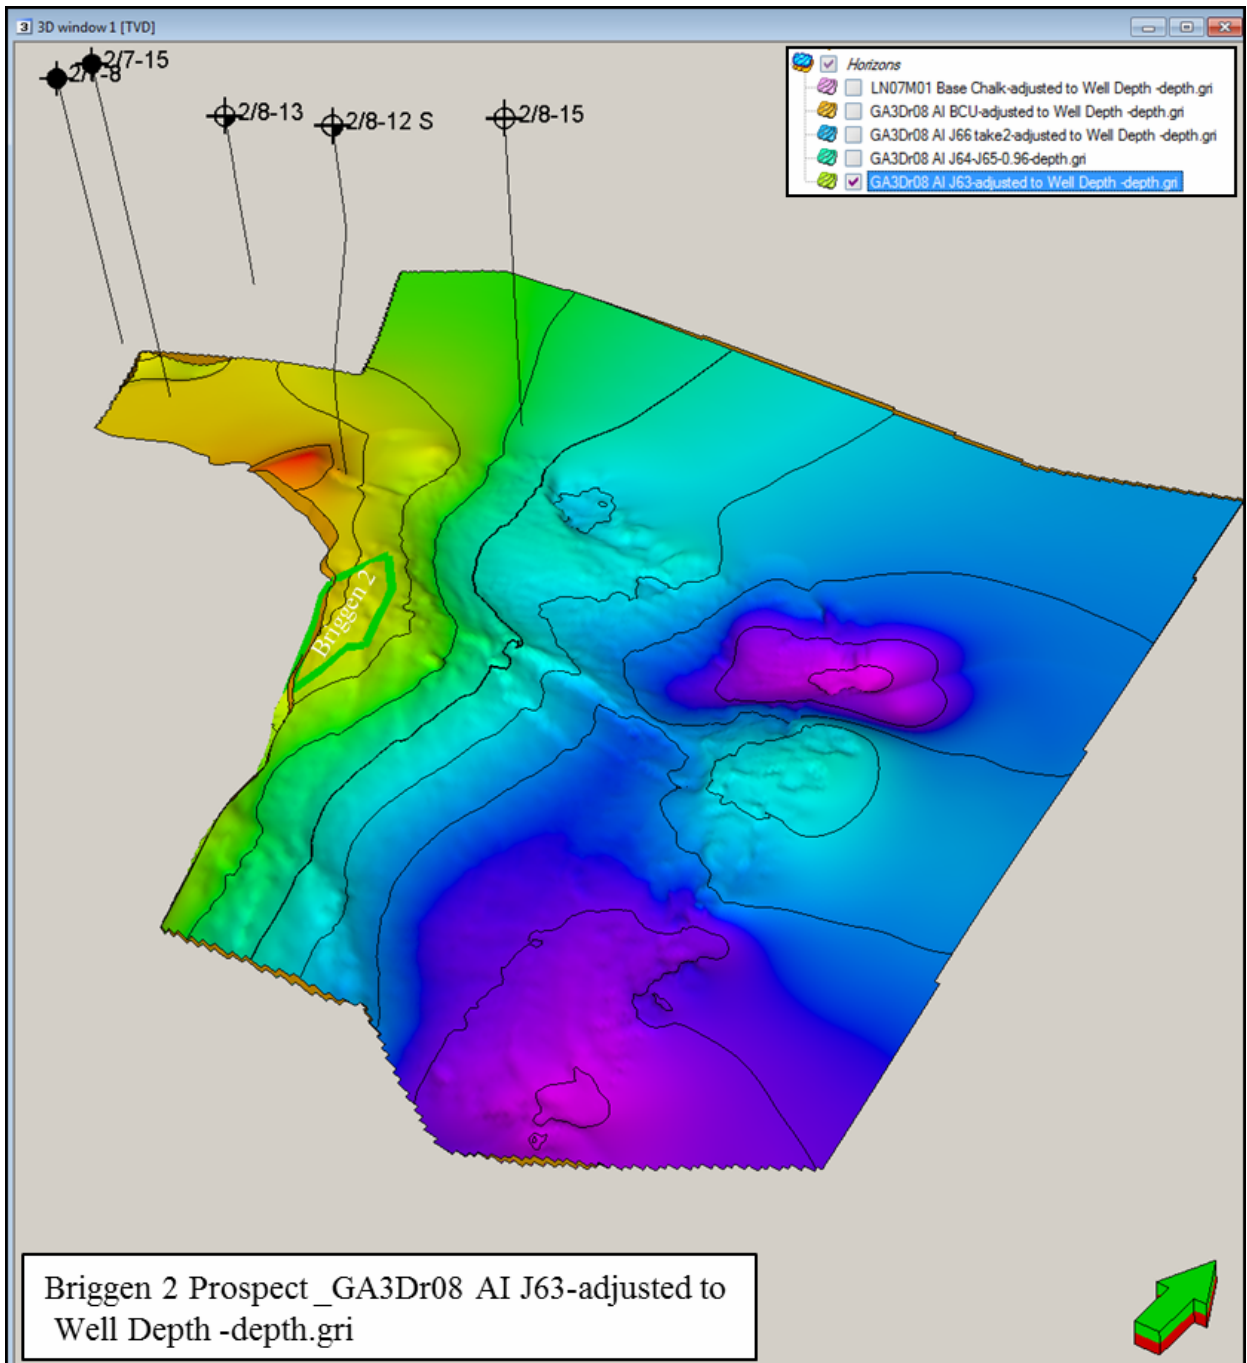 3D window 1 [TVD]
2/7-8
2/7-15
2/8-13
2/8-12 S
2/8-15
Horizons
LN07M01 Base Chalk-adjusted to Well Depth -depth.gri
GA3Dr08 AI BCU-adjusted to Well Depth -depth.gri
GA3Dr08 AI J66 take2-adjusted to Well Depth -depth.gri
GA3Dr08 AI J64-J65-0.96-depth.gri
GA3Dr08 AI J63-adjusted to Well Depth -depth.gri
Briggen 2
Briggen 2 Prospect _GA3Dr08 AI J63-adjusted to
Well Depth -depth.gri